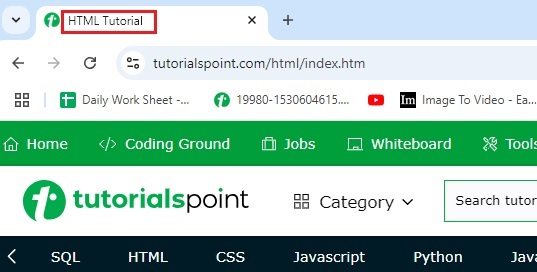 HTML Tutorial
tutorialspoint.com/html/index.htm
Daily Work Sheet -... 19980-1530604615.... Im Image To Video - Ea...
Home </> Coding Ground Jobs Whiteboard Tools
tutorialspoint Category Search tutor
SQL HTML CSS Javascript Python Java